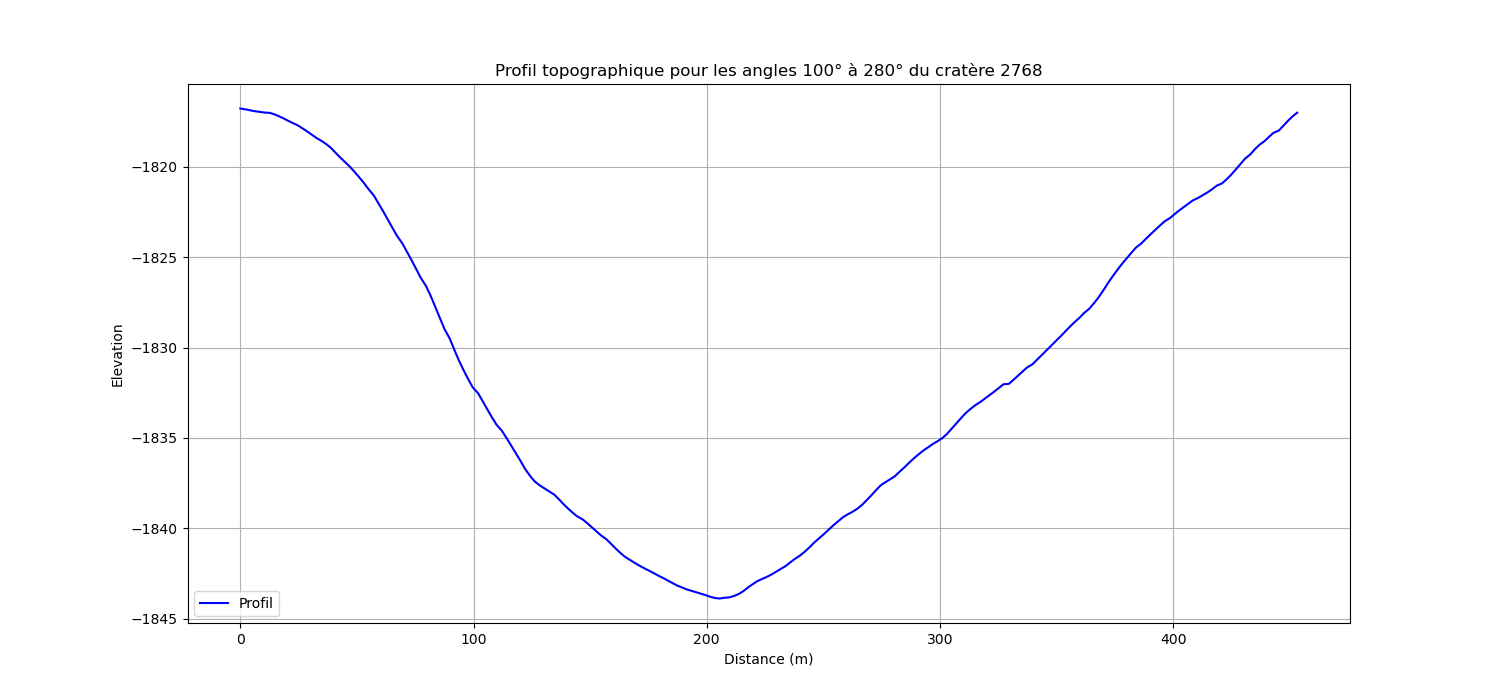 Profil topographique pour les angles 100° à 280° du cratère 2768
−1820
−1825
−1830
−1835
−1840
−1845
Elevation
Profil
0
100
200
300
400
Distance (m)